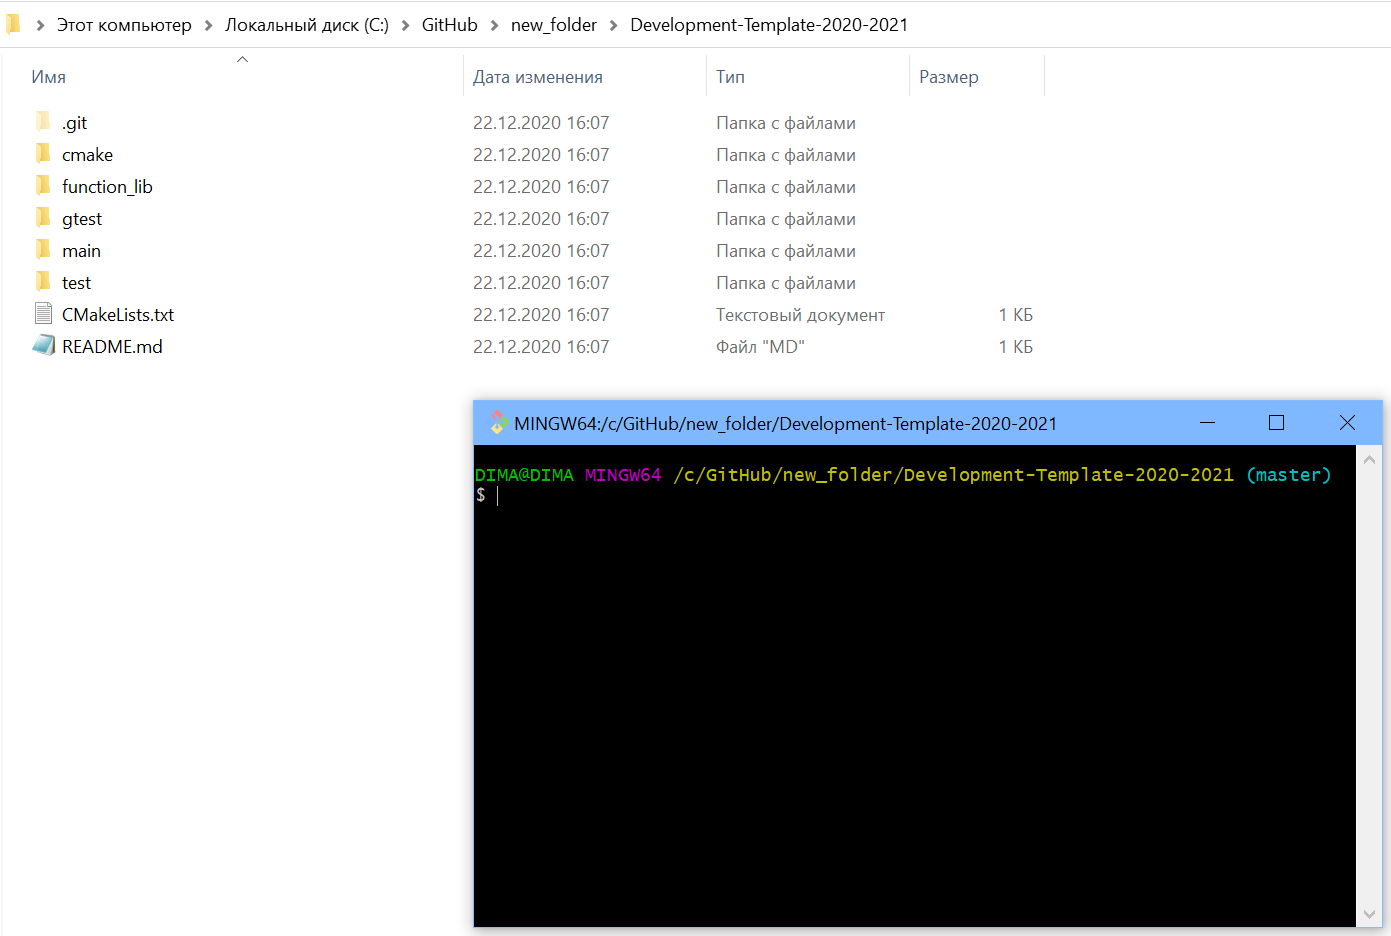 Этот компьютер > Локальный диск (C:) > GitHub > new_folder > Development-Template-2020-2021
Имя Дата изменения Тип Размер
.git 22.12.2020 16:07 Папка с файлами
cmake 22.12.2020 16:07 Папка с файлами
function_lib 22.12.2020 16:07 Папка с файлами
gtest 22.12.2020 16:07 Папка с файлами
main 22.12.2020 16:07 Папка с файлами
test 22.12.2020 16:07 Папка с файлами
CMakeLists.txt 22.12.2020 16:07 Текстовый документ 1 КБ
README.md 22.12.2020 16:07 Файл "MD" 1 КБ
MINGW64:/c/GitHub/new_folder/Development-Template-2020-2021
DIMA@DIMA MINGW64 /c/GitHub/new_folder/Development-Template-2020-2021 (master)
$